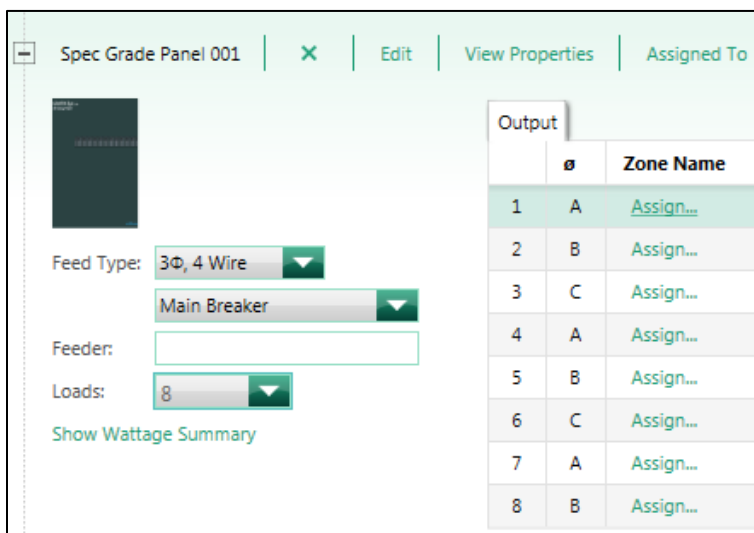 Spec Grade Panel 001 × Edit View Properties Assigned To
Output
ø Zone Name
1 A Assign...
2 B Assign...
3 C Assign...
4 A Assign...
5 B Assign...
6 C Assign...
7 A Assign...
8 B Assign...
Feed Type: 3Φ, 4 Wire
Main Breaker
Feeder:
Loads: 8
Show Wattage Summary